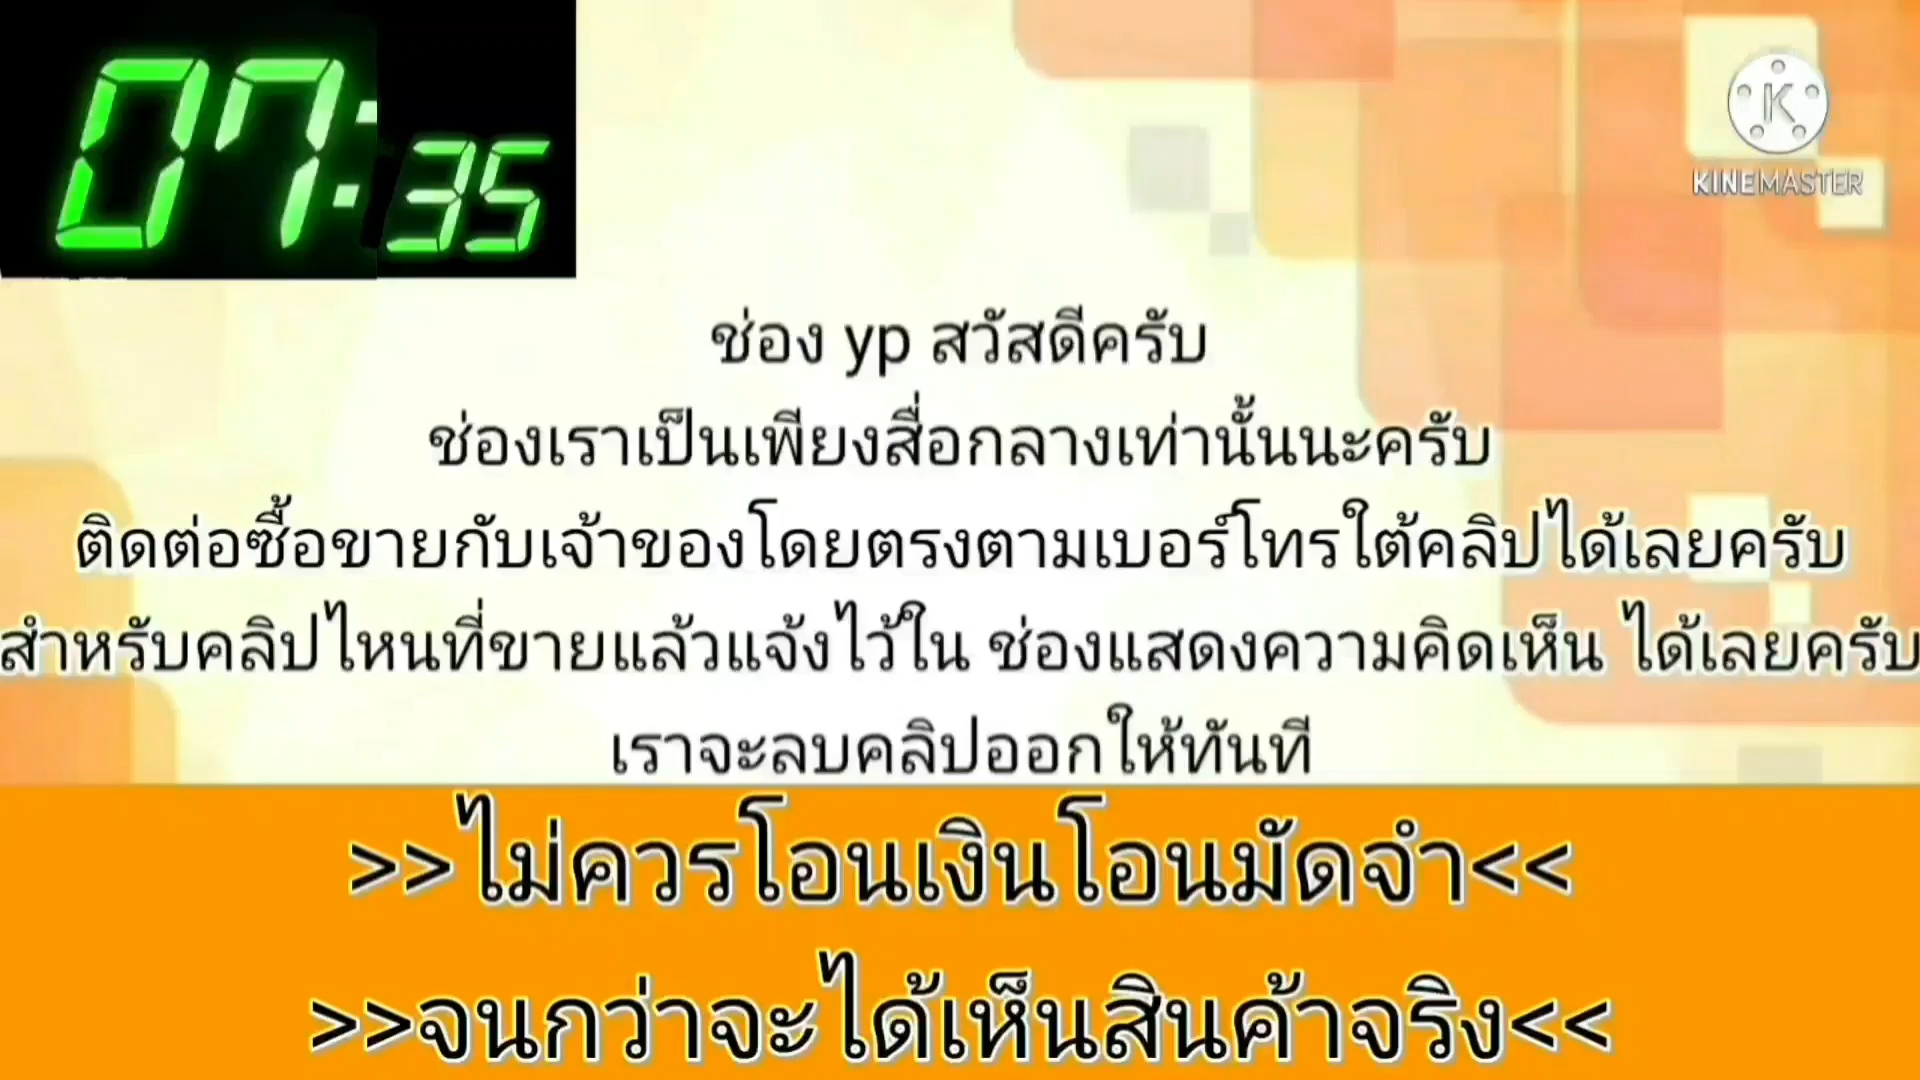 07:35
KINEMASTER
ช่อง yp สวัสดีครับ
ช่องเราเป็นเพียงสื่อกลางเท่านั้นนะครับ
ติดต่อซื้อขายกับเจ้าของโดยตรงตามเบอร์โทรใต้คลิปได้เลยครับ
สำหรับคลิปไหนที่ขายแล้วแจ้งไว้ใน ช่องแสดงความคิดเห็น ได้เลยครับ
เราจะลบคลิปออกให้ทันที
>>ไม่ควรโอนเงินโอนมัดจำ<<
>>จนกว่าจะได้เห็นสินค้าจริง<<